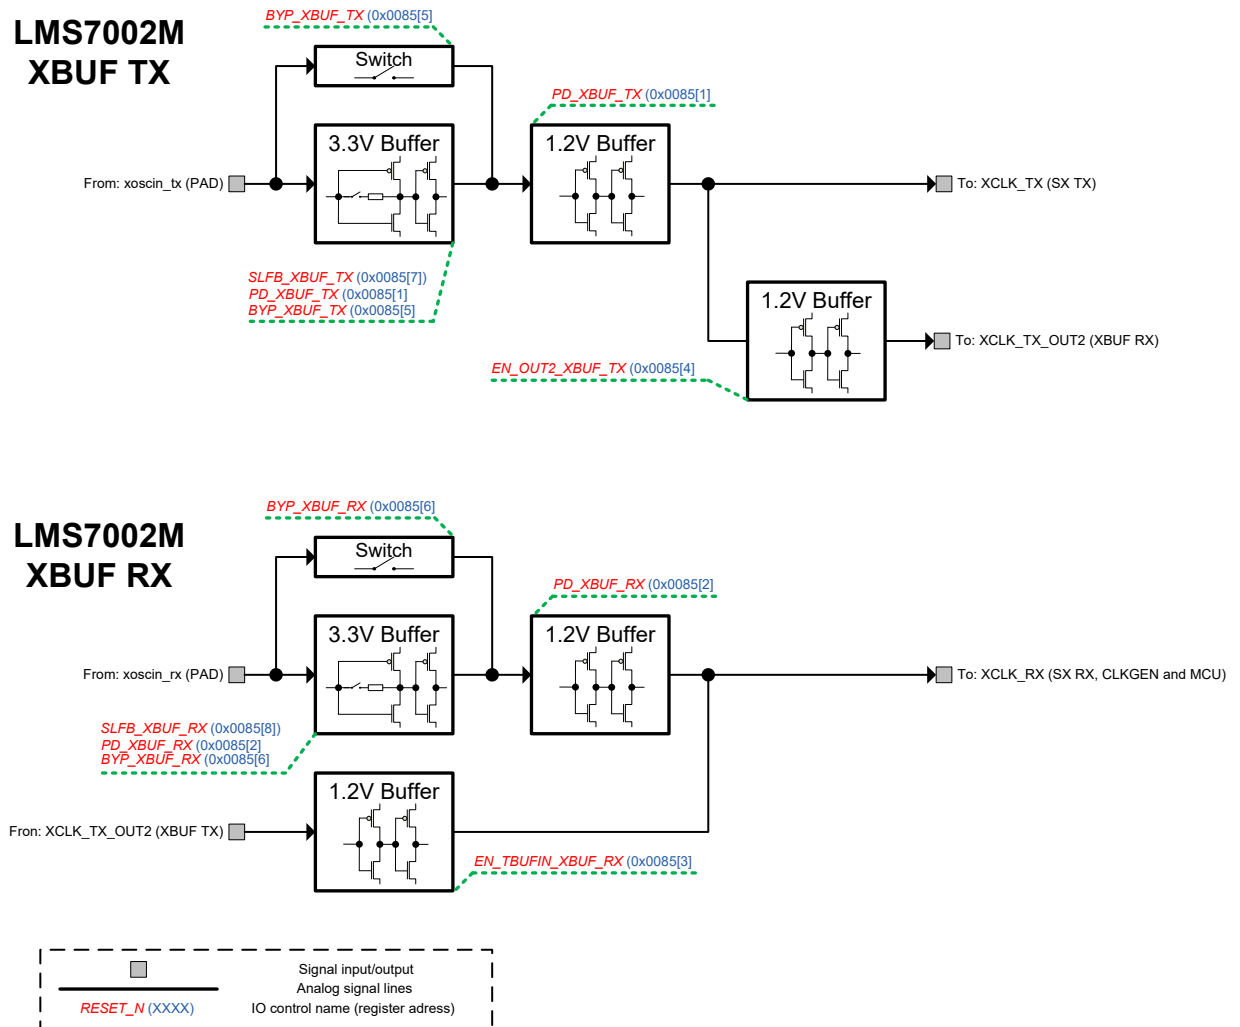 LMS7002M
XBUF TX
BYP_XBUF_TX (0x0085[5])
Switch
PD_XBUF_TX (0x0085[1]
3.3V Buffer
1.2V Buffer
From: xoscin_tx (PAD)
To: XCLK_TX (SX TX)
SLFB_XBUF_TX (0x0085[7])
PD_XBUF_TX (0x0085[1]
BYP_XBUF_TX (0x0085[5]
1.2V Buffer
To: XCLK_TX_OUT2 (XBUF RX)
EN_OUT2_XBUF_TX (0x0085[4]
LMS7002M
XBUF RX
BYP_XBUF_RX (0x0085[6]
Switch
PD_XBUF_RX (0x0085[2]
3.3V Buffer
1.2V Buffer
From: xoscin_rx (PAD)
To: XCLK_RX (SX RX, CLKGEN and MCU)
SLFB_XBUF_RX (0x0085[8])
PD_XBUF_RX (0x0085[2]
BYP_XBUF_RX (0x0085[6]
1.2V Buffer
Fron: XCLK_TX_OUT2 (XBUF TX)
EN_TBUFIN_XBUF_RX (0x0085[3]
Signal input/output
Analog signal lines
RESET_N (XXXX) IO control name (register adress)